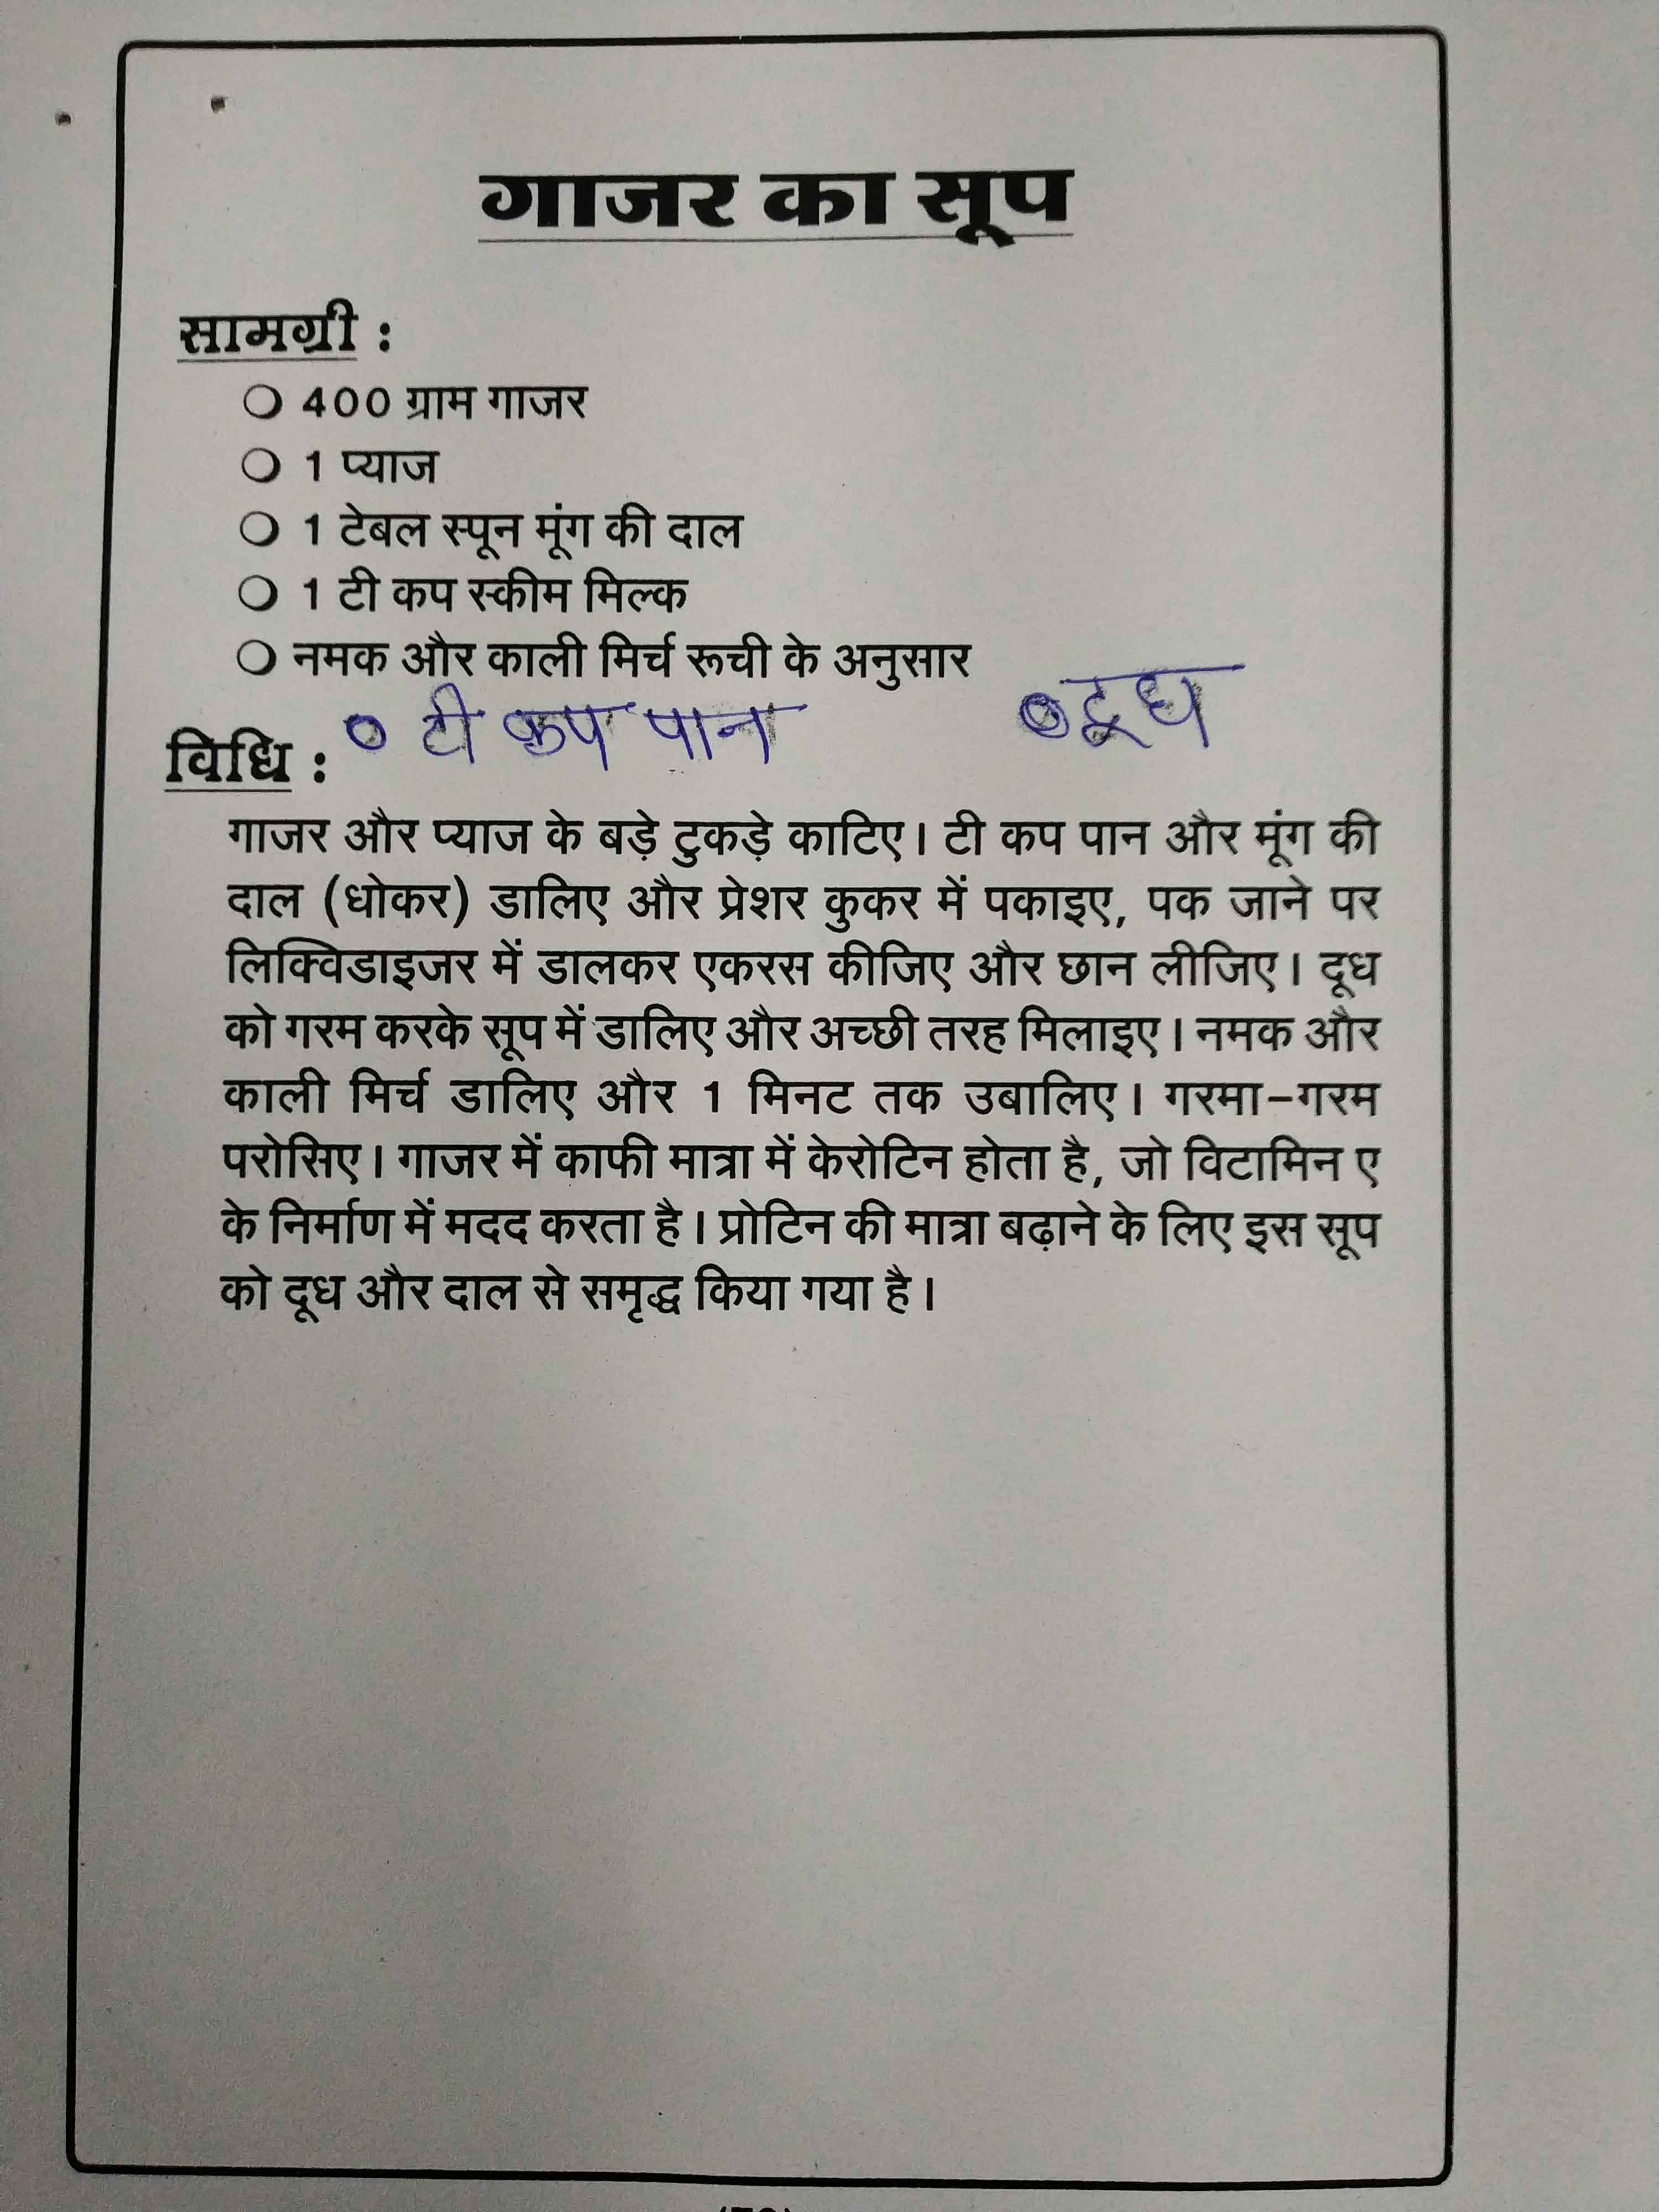 गाजर का सूप
सामग्री :
❍ 400 ग्राम गाजर
❍ 1 प्याज
❍ 1 टेबल स्पून मूंग की दाल
❍ 1 टी कप स्कीम मिल्क
❍ नमक और काली मिर्च रूची के अनुसार
० टी कप पान ० दूध
विधि :
गाजर और प्याज के बड़े टुकड़े काटिए। टी कप पान और मूंग की
दाल (धोकर) डालिए और प्रेशर कुकर में पकाइए, पक जाने पर
लिक्विडाइजर में डालकर एकरस कीजिए और छान लीजिए। दूध
को गरम करके सूप में डालिए और अच्छी तरह मिलाइए। नमक और
काली मिर्च डालिए और 1 मिनट तक उबालिए। गरमा-गरम
परोसिए। गाजर में काफी मात्रा में केरोटिन होता है, जो विटामिन ए
के निर्माण में मदद करता है। प्रोटिन की मात्रा बढ़ाने के लिए इस सूप
को दूध और दाल से समृद्ध किया गया है।